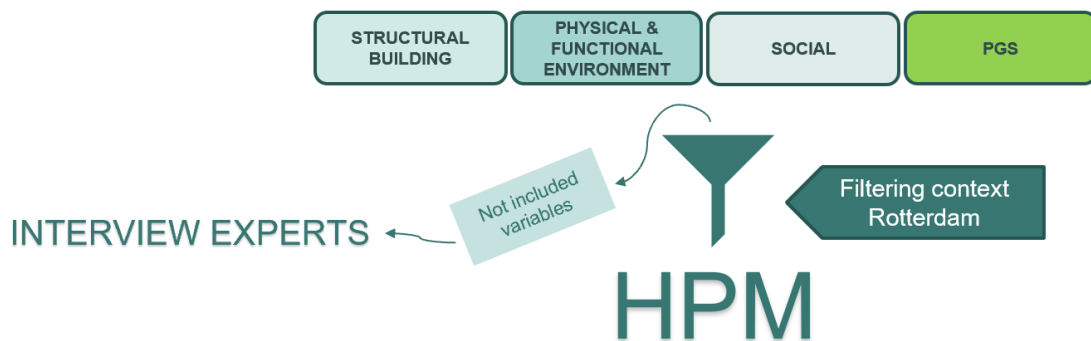 STRUCTURAL
BUILDING
PHYSICAL &
FUNCTIONAL
ENVIRONMENT
SOCIAL
PGS
Not included
variables
Filtering context
Rotterdam
INTERVIEW EXPERTS
HPM